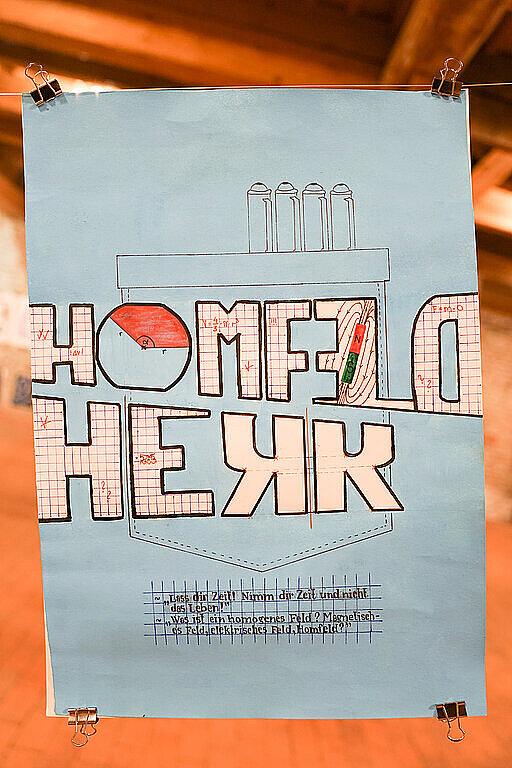 HOMFELD
HERR
N
~ „Lass dir Zeit! Nimm dir Zeit und nicht
das Leben!"
~ „Was ist ein homogenes Feld? Magnetisch-
es Feld, elektrisches Feld, Homfeld?"